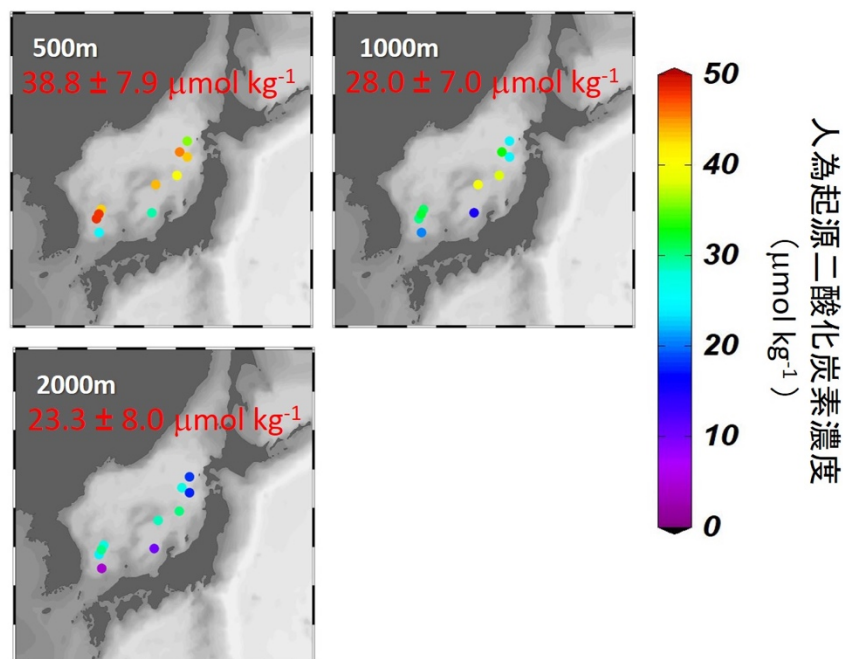 500m
38.8 ± 7.9 μmol kg⁻¹
1000m
28.0 ± 7.0 μmol kg⁻¹
2000m
23.3 ± 8.0 μmol kg⁻¹
50
40
30
20
10
0
人為起源二酸化炭素濃度
(μmol kg⁻¹)